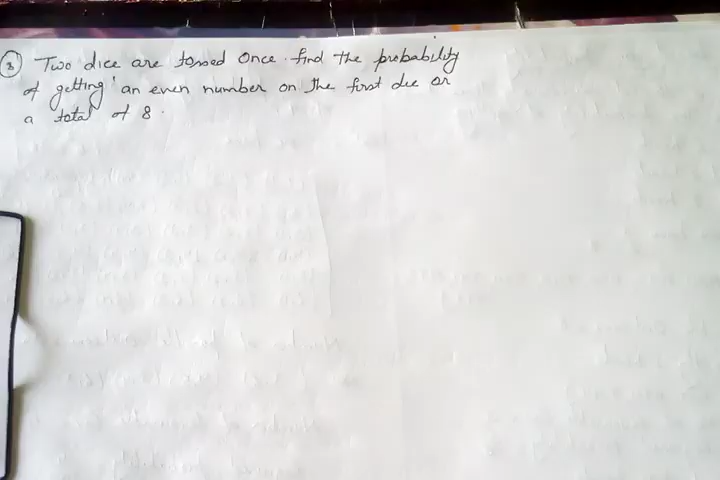 ③ Two dice are tossed once. find the probability
of getting 'an even number on the first die or
a total of 8.